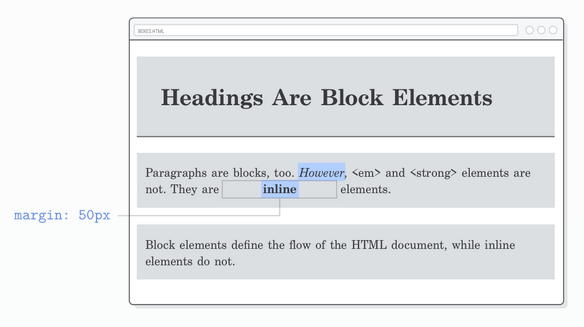 BOXES.HTML
Headings Are Block Elements
Paragraphs are blocks, too. However, <em> and <strong> elements are
not. They are inline elements.
margin: 50px
Block elements define the flow of the HTML document, while inline
elements do not.